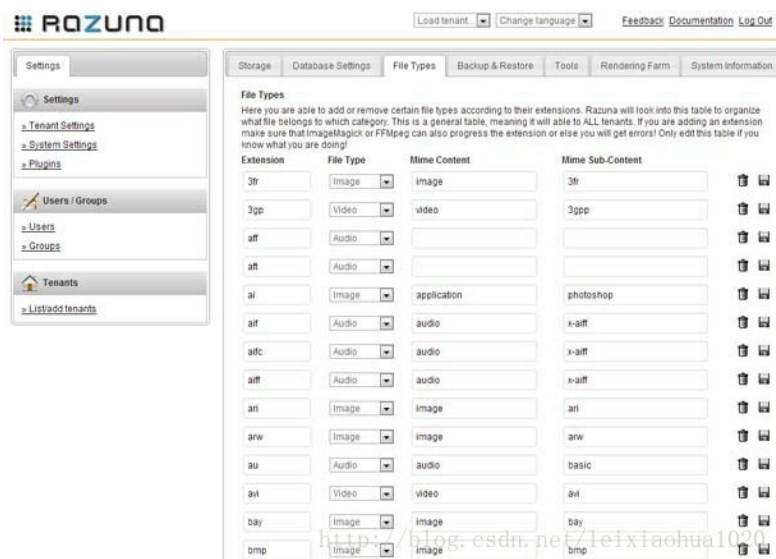 RAZUNA
Load tenant... Change language Feedback Documentation Log Out
Settings
Settings
» Tenant Settings
» System Settings
» Plugins
Users / Groups
» Users
» Groups
Tenants
» List/add tenants
Storage Database Settings File Types Backup & Restore Tools Rendering Farm System Information
File Types
Here you are able to add or remove certain file types according to their extensions. Razuna will look into this table to organize
what file belongs to which category. This is a general table, meaning it will able to ALL tenants. If you are adding an extension
make sure that ImageMagick or FFMpeg can also progress the extension or else you will get errors! Only edit this table if you
know what you are doing!
Extension File Type Mime Content Mime Sub-Content
3fr Image image 3fr
3gp Video video 3gpp
aff Audio
aft Audio
ai Image application photoshop
aif Audio audio x-aiff
aifc Audio audio x-aiff
aiff Audio audio x-aiff
ari Image image ari
arw Image image arw
au Audio audio basic
avi Video video avi
bay Image image bay
http://blog.csdn.net/leixiaohua1020
bmp Image image bmp